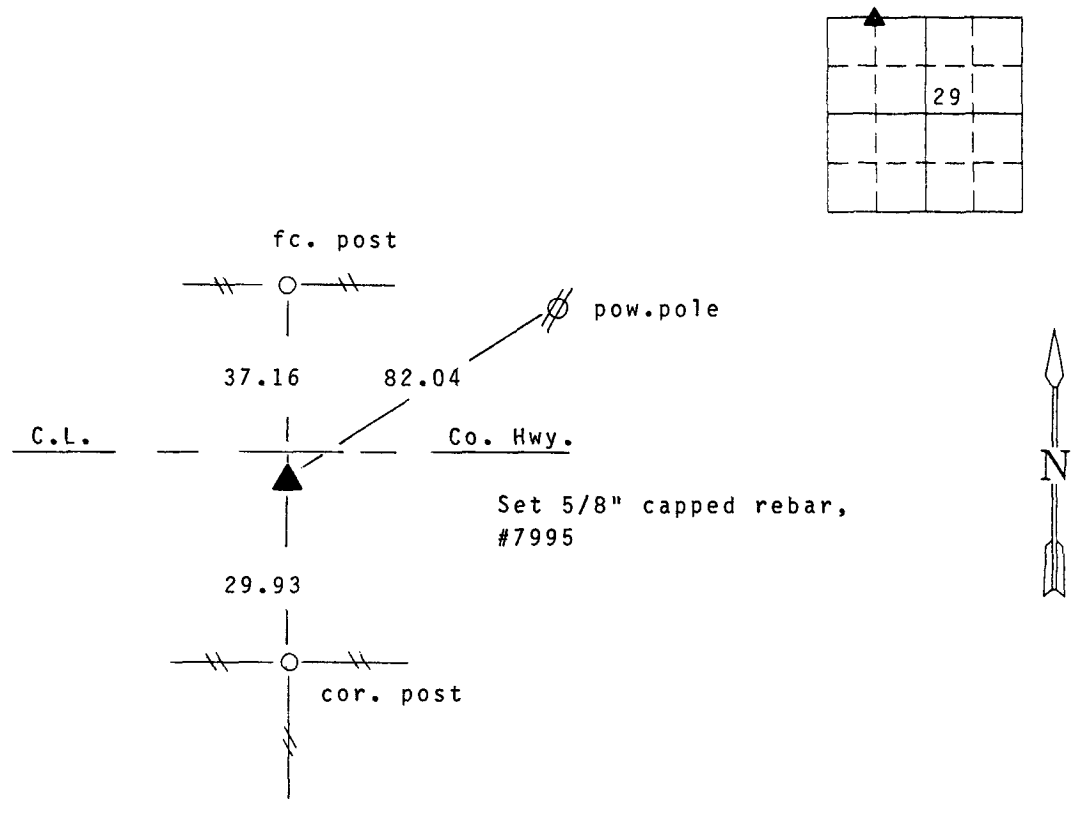 29
fc. post
pow.pole
37.16
82.04
C.L.
Co. Hwy.
N
Set 5/8" capped rebar,
#7995
29.93
cor. post